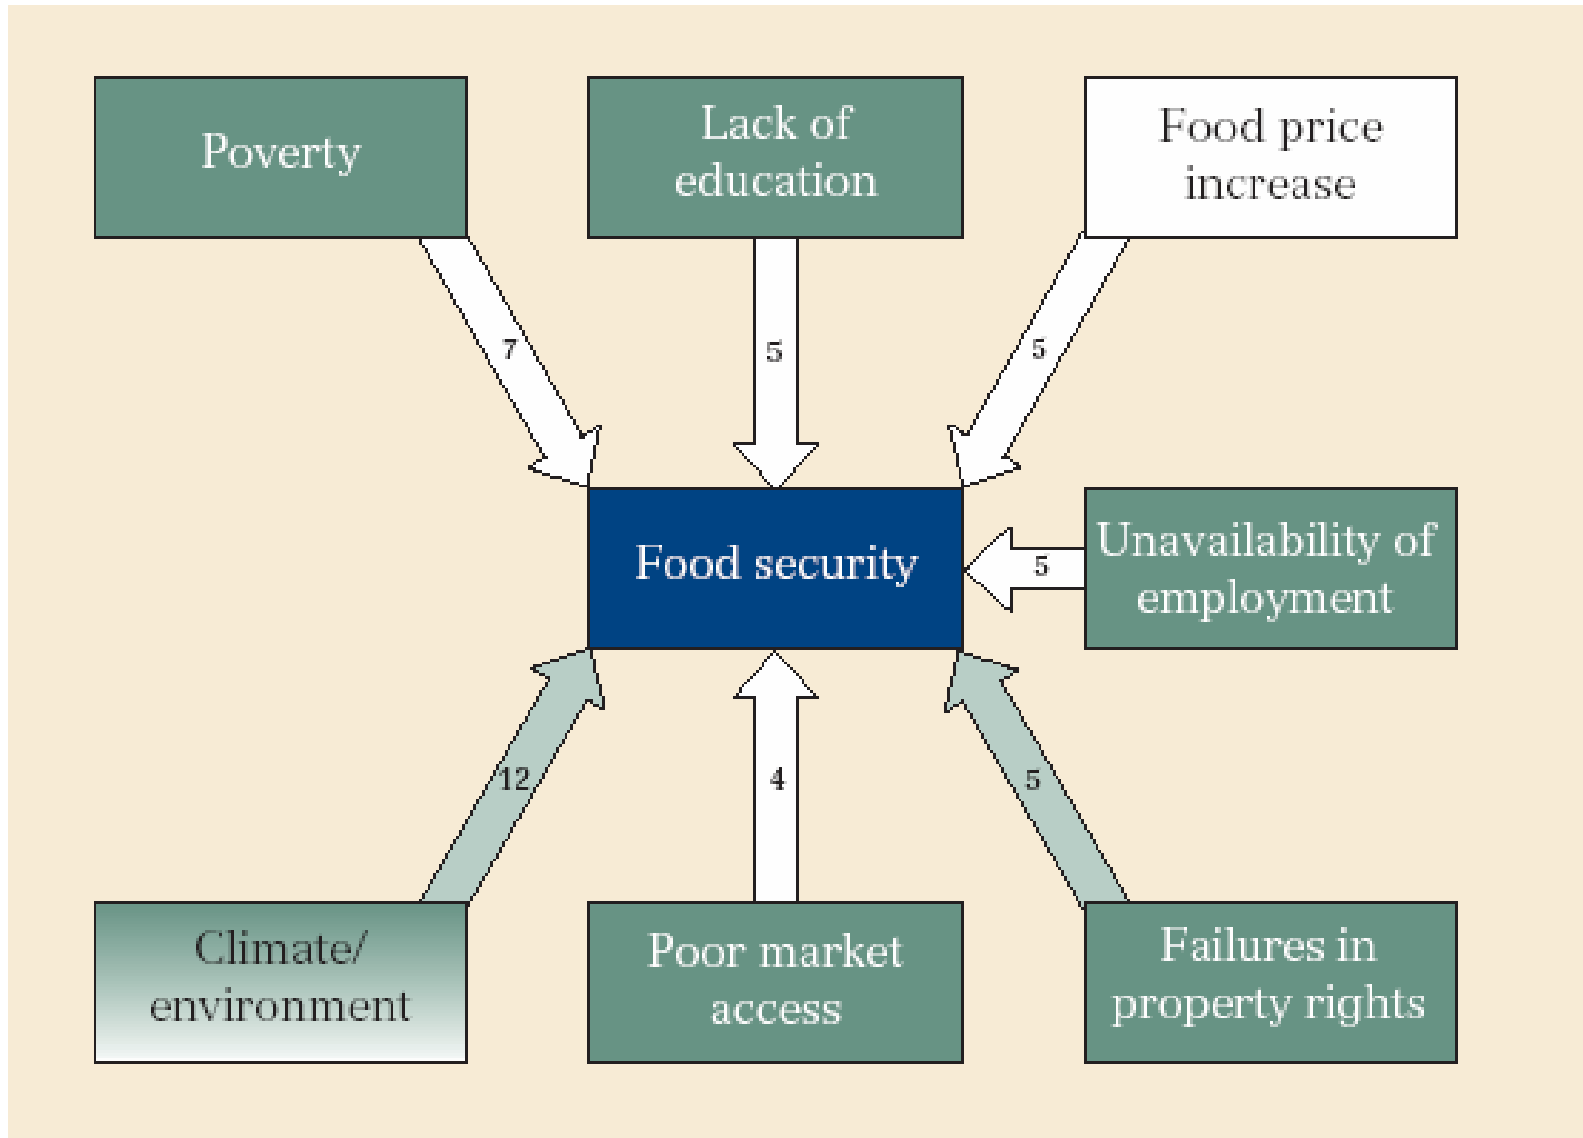 Poverty
Lack of
education
Food price
increase
7
5
5
Food security
5
Unavailability of
employment
12
4
5
Climate/
environment
Poor market
access
Failures in
property rights